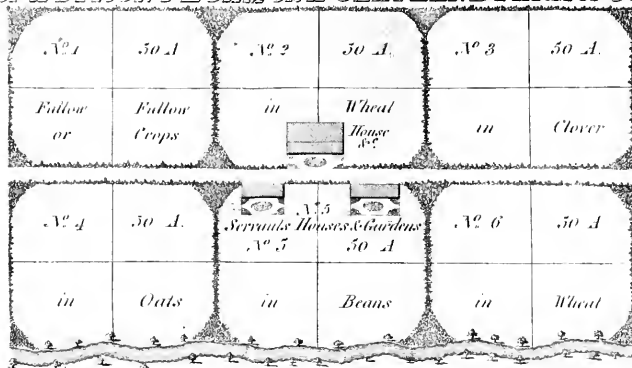 No. 1 50 A.
Fallow Fallow
or Crops
No. 2 50 A.
in Wheat
House
&c.
No. 3 50 A.
in Clover
No. 4 50 A.
in Oats
No. 5
Servants Houses & Gardens
No. 5 50 A
in Beans
No. 6 50 A
in Wheat